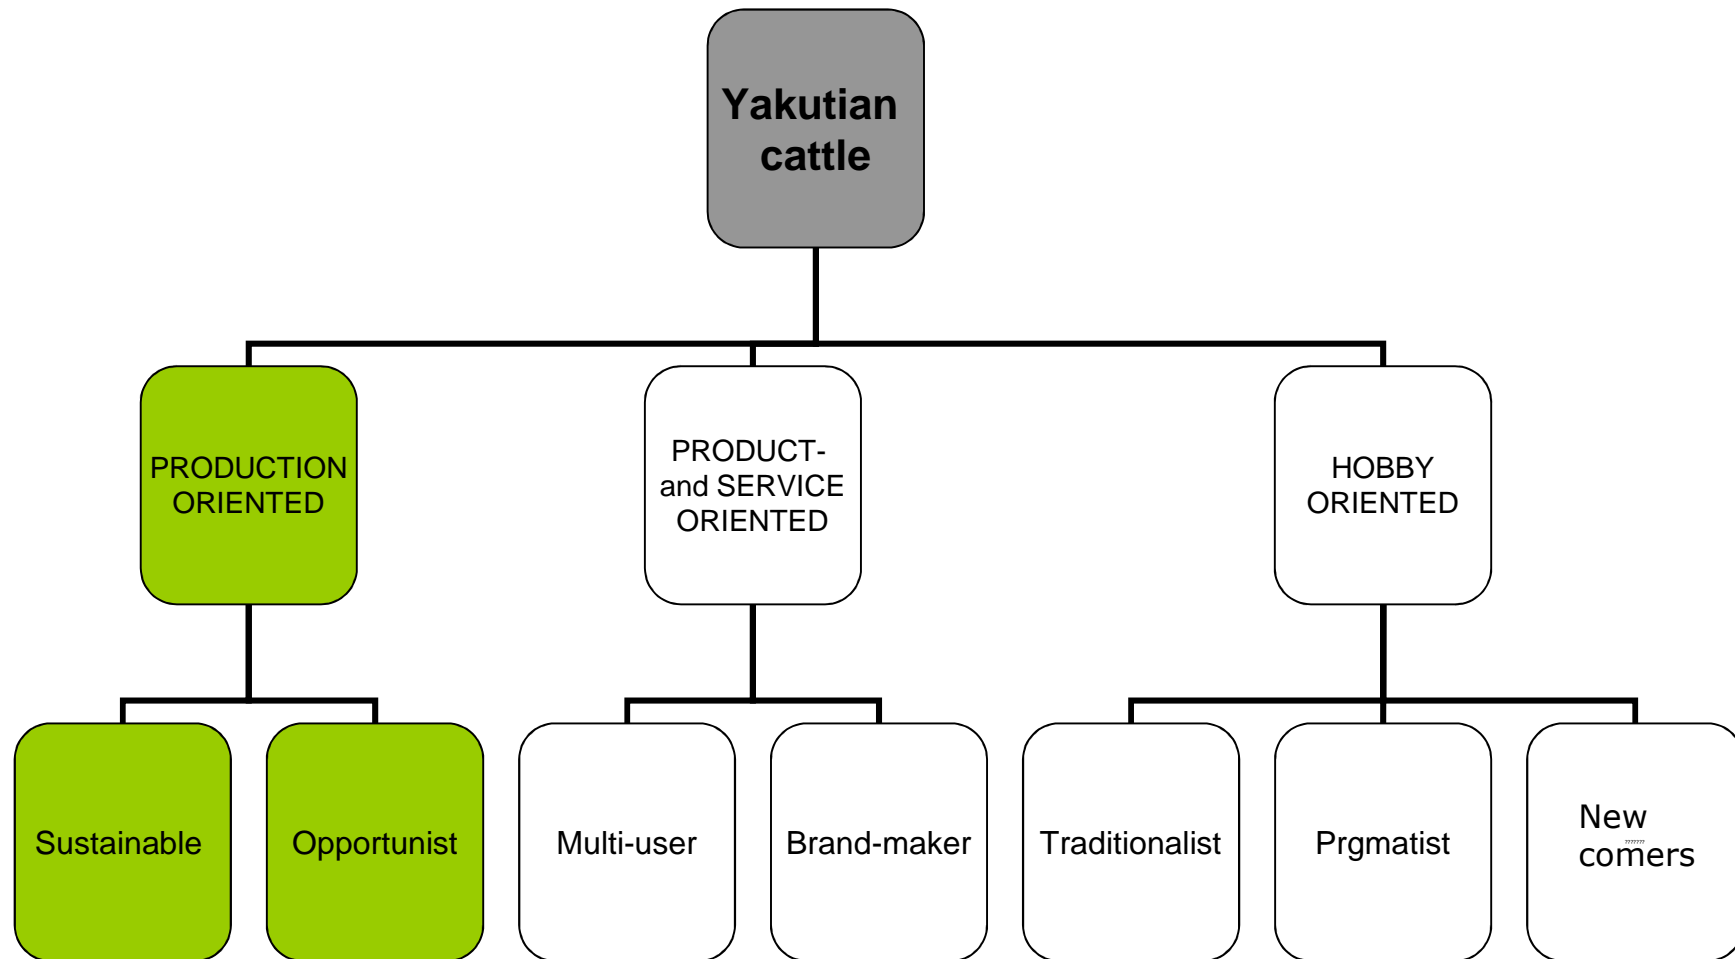 Yakutian
cattle
PRODUCTION
ORIENTED
PRODUCT-
and SERVICE
ORIENTED
HOBBY
ORIENTED
Sustainable
Opportunist
Multi-user
Brand-maker
Traditionalist
Prgmatist
New
comers
???????